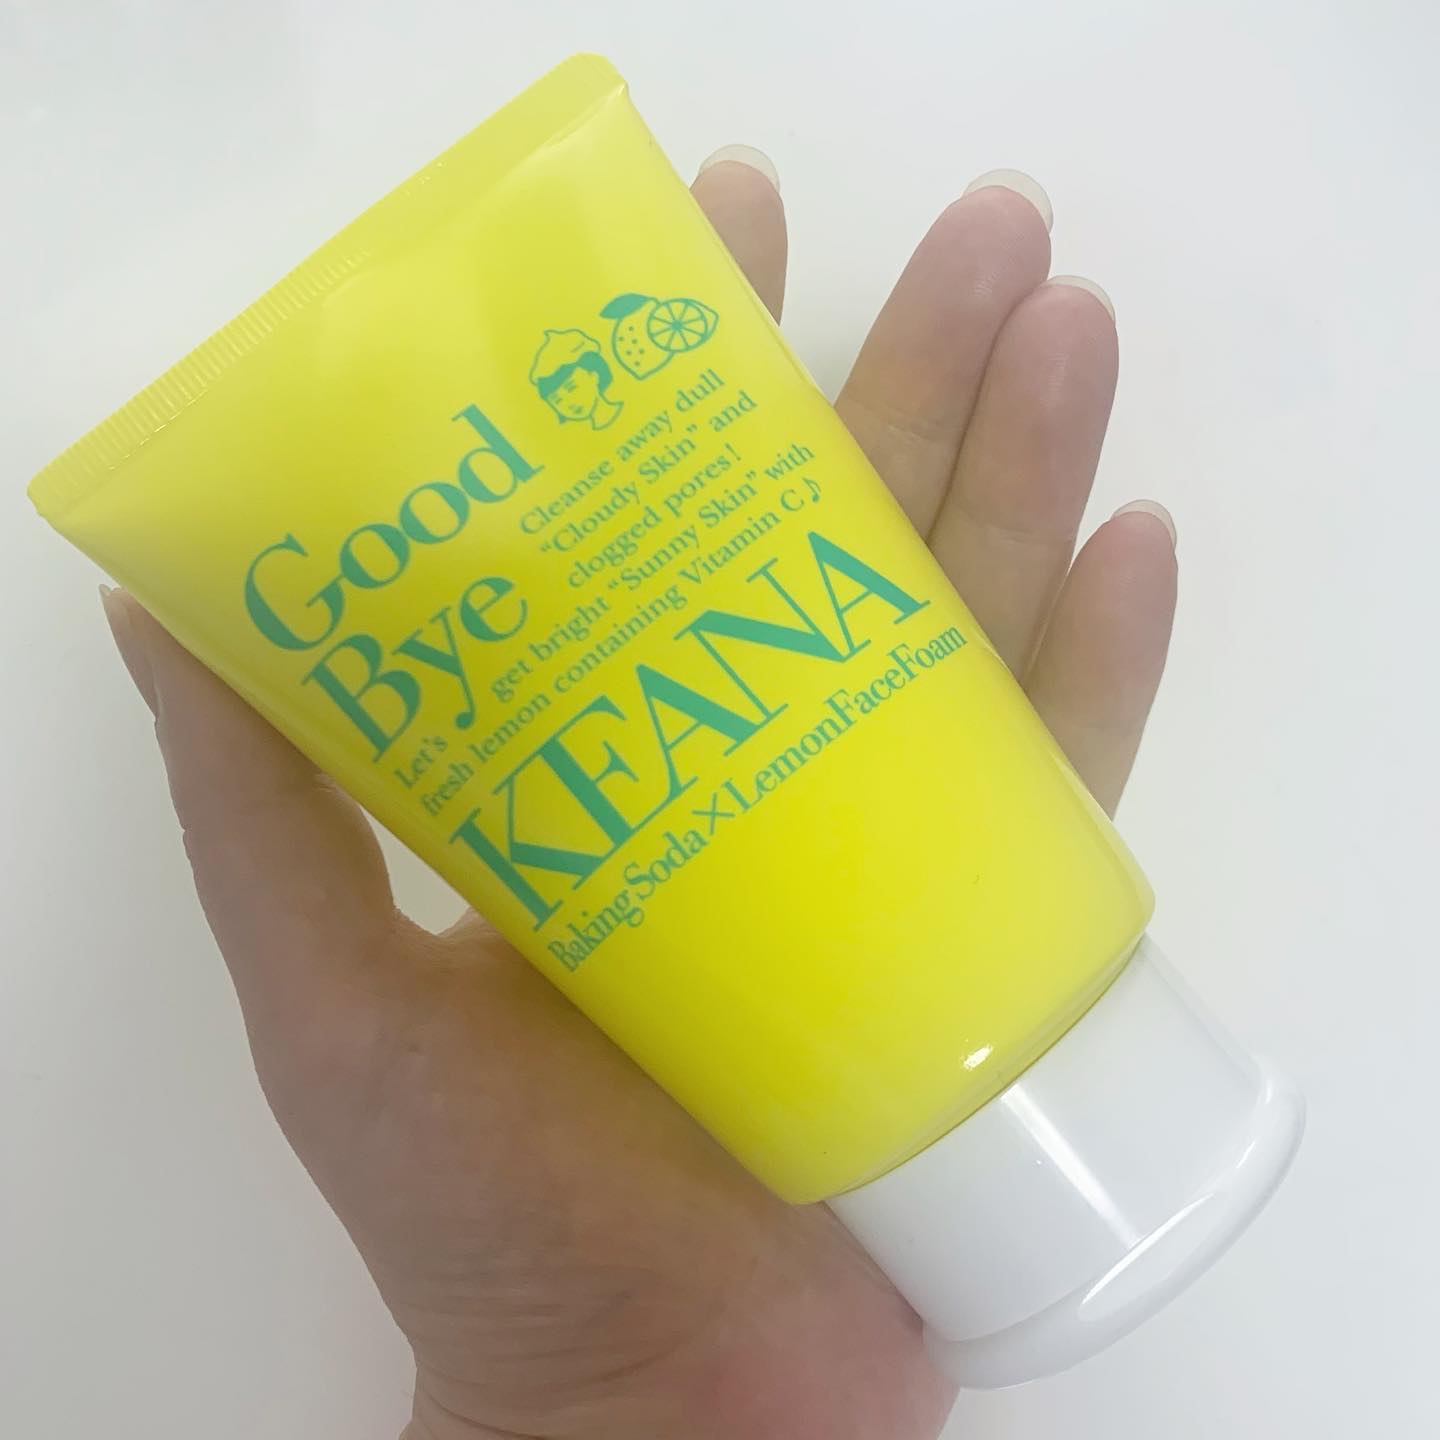 Good
Bye
Cleanse away dull
"Cloudy Skin" and
clogged pores!
Let's get bright "Sunny Skin" with
fresh lemon containing Vitamin C♪
KEANA
Baking Soda×LemonFaceFoam